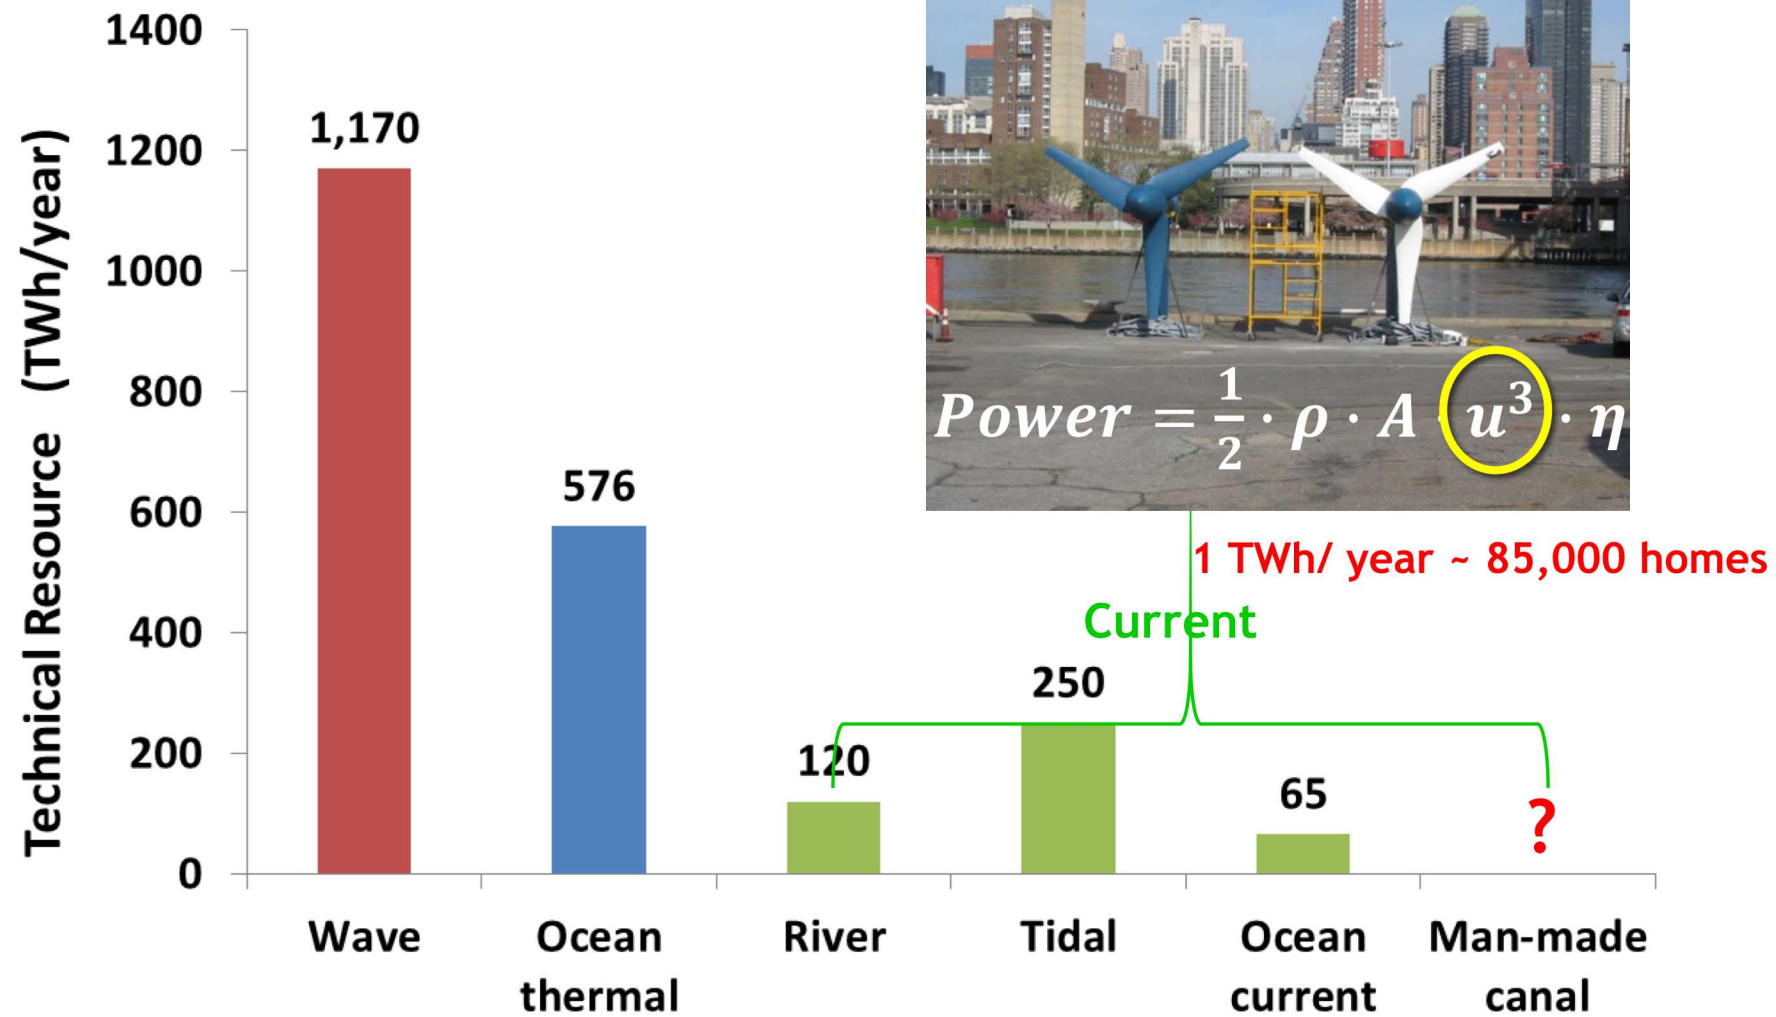 Technical Resource (TWh/year)
1400
1200
1000
800
600
400
200
0
1,170
576
120
250
65
?
Wave
Ocean
thermal
River
Tidal
Ocean
current
Man-made
canal
Power = 1/2 · ρ · A · u³ · η
1 TWh/ year ~ 85,000 homes
Current